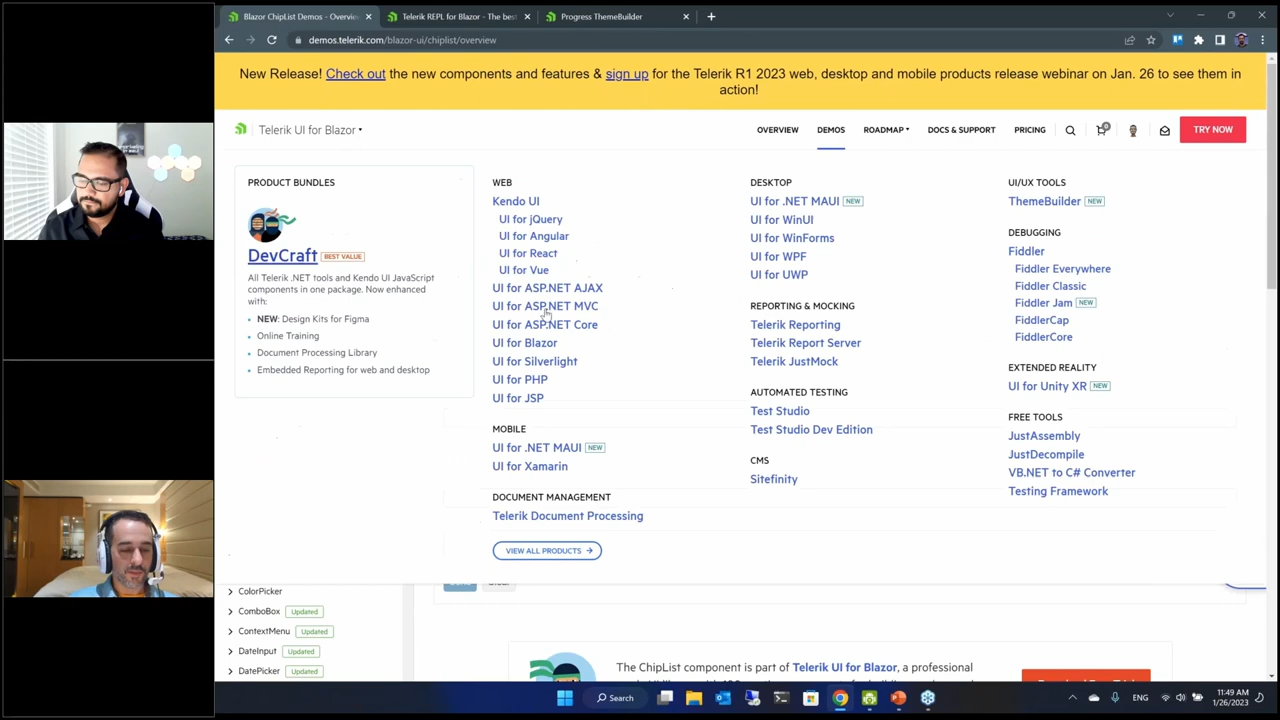 Blazor ChipList Demos - Overvie
Telerik REPL for Blazor - The bes
Progress ThemeBuilder
demos.telerik.com/blazor-ui/chiplist/overview
New Release! Check out the new components and features & sign up for the Telerik R1 2023 web, desktop and mobile products release webinar on Jan. 26 to see them in
action!
Telerik UI for Blazor
OVERVIEW
DEMOS
ROADMAP
DOCS & SUPPORT
PRICING
0
TRY NOW
PRODUCT BUNDLES
DevCraft BEST VALUE
All Telerik .NET tools and Kendo UI JavaScript
components in one package. Now enhanced
with:
• NEW: Design Kits for Figma
• Online Training
• Document Processing Library
• Embedded Reporting for web and desktop
WEB
Kendo UI
UI for jQuery
UI for Angular
UI for React
UI for Vue
UI for ASP.NET AJAX
UI for ASP.NET MVC
UI for ASP.NET Core
UI for Blazor
UI for Silverlight
UI for PHP
UI for JSP
MOBILE
UI for .NET MAUI NEW
UI for Xamarin
DOCUMENT MANAGEMENT
Telerik Document Processing
VIEW ALL PRODUCTS
DESKTOP
UI for .NET MAUI NEW
UI for WinUI
UI for WinForms
UI for WPF
UI for UWP
REPORTING & MOCKING
Telerik Reporting
Telerik Report Server
Telerik JustMock
AUTOMATED TESTING
Test Studio
Test Studio Dev Edition
CMS
Sitefinity
UI/UX TOOLS
ThemeBuilder NEW
DEBUGGING
Fiddler
Fiddler Everywhere
Fiddler Classic
Fiddler Jam NEW
FiddlerCap
FiddlerCore
EXTENDED REALITY
UI for Unity XR NEW
FREE TOOLS
JustAssembly
JustDecompile
VB.NET to C# Converter
Testing Framework
ColorPicker
ComboBox Updated
ContextMenu Updated
DateInput Updated
DatePicker Updated
The ChipList component is part of Telerik UI for Blazor, a professional
Search
ENG
11:49 AM
1/26/2023